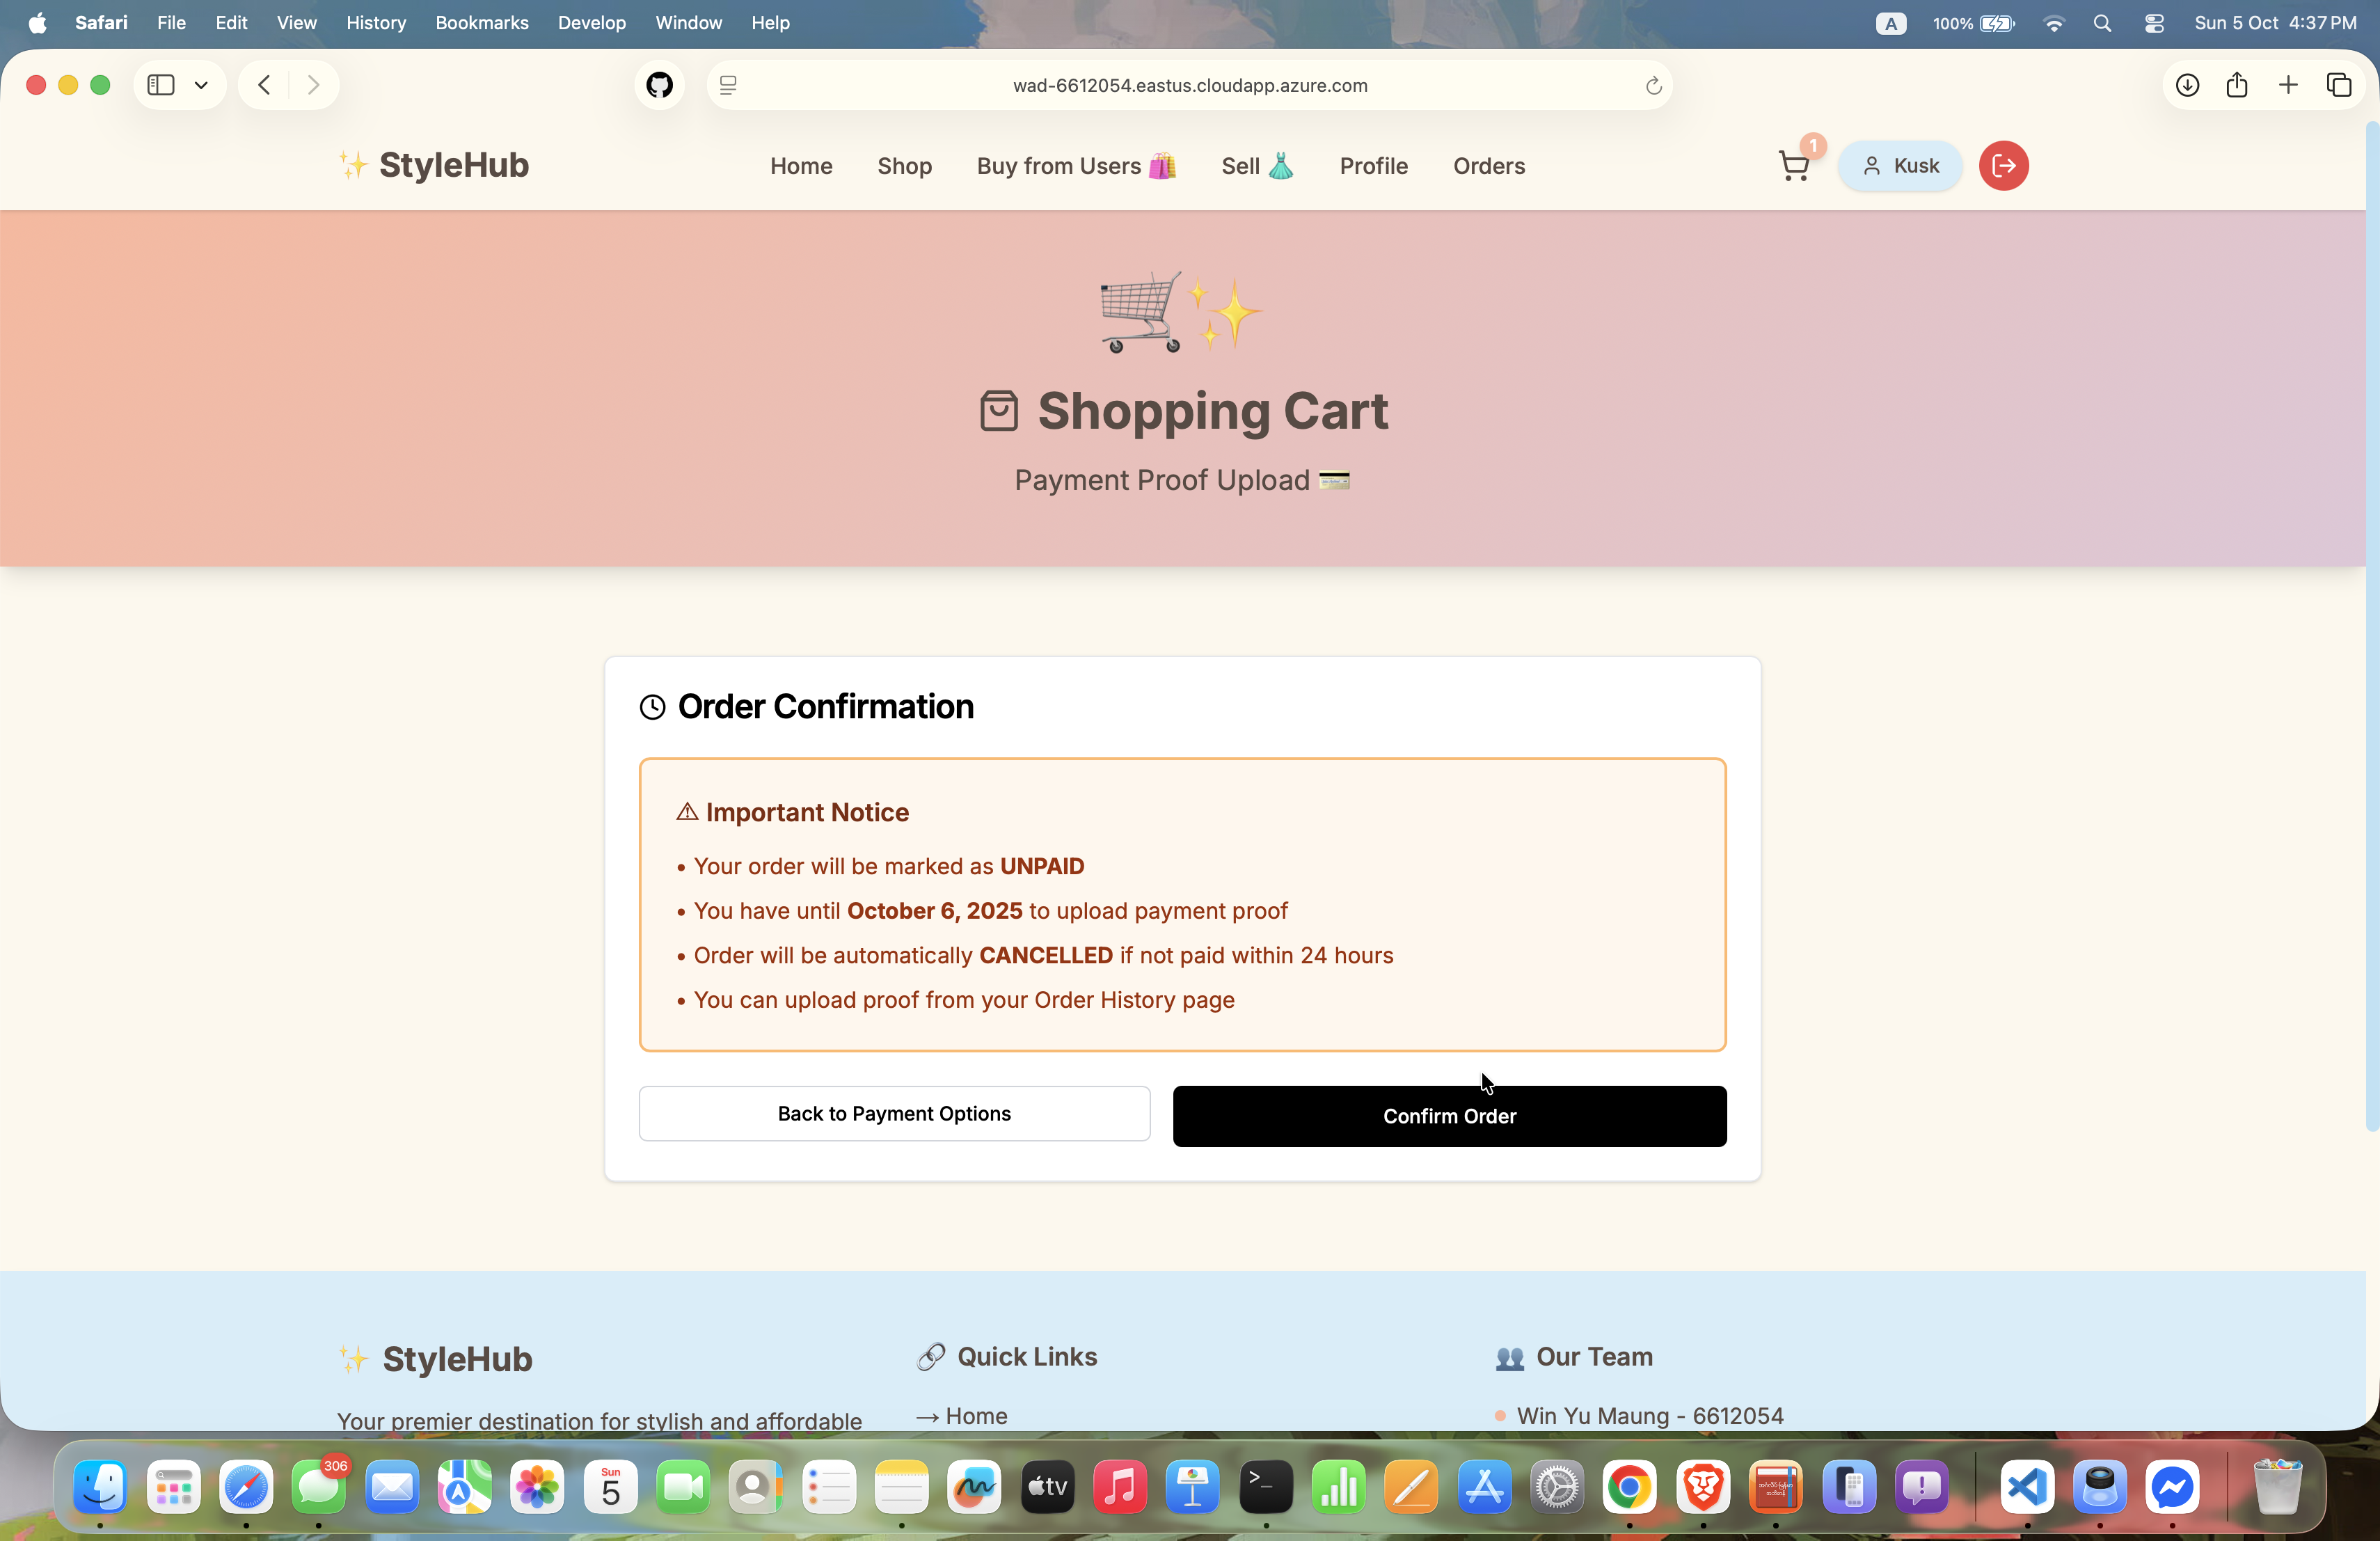 Safari File Edit View History Bookmarks Develop Window Help A 100% Sun 5 Oct 4:37 PM
wad-6612054.eastus.cloudapp.azure.com
StyleHub Home Shop Buy from Users Sell Profile Orders 1 Kusk
Shopping Cart
Payment Proof Upload
Order Confirmation
⚠ Important Notice
• Your order will be marked as UNPAID
• You have until October 6, 2025 to upload payment proof
• Order will be automatically CANCELLED if not paid within 24 hours
• You can upload proof from your Order History page
Back to Payment Options Confirm Order
StyleHub Quick Links Our Team
Your premier destination for stylish and affordable → Home Win Yu Maung - 6612054
306 Sun 5 tv >_